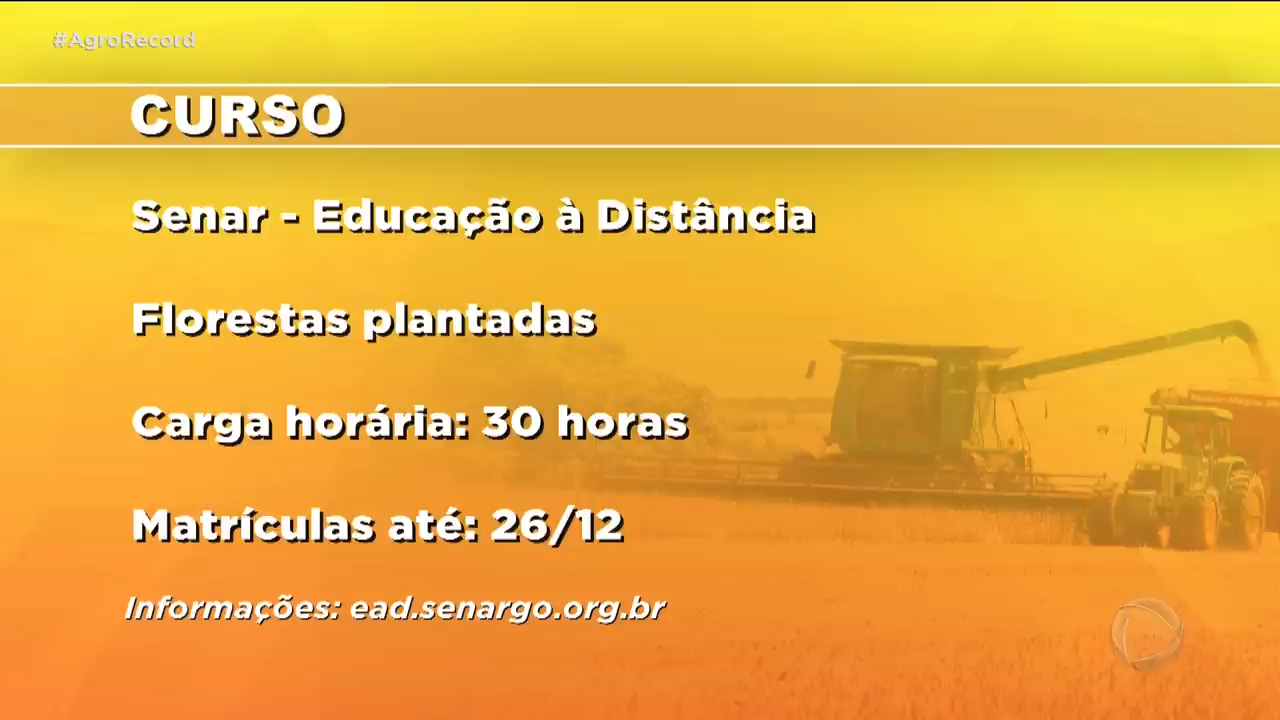 #AgroRecord
CURSO
Senar - Educação à Distância
Florestas plantadas
Carga horária: 30 horas
Matrículas até: 26/12
Informações: ead.senargo.org.br